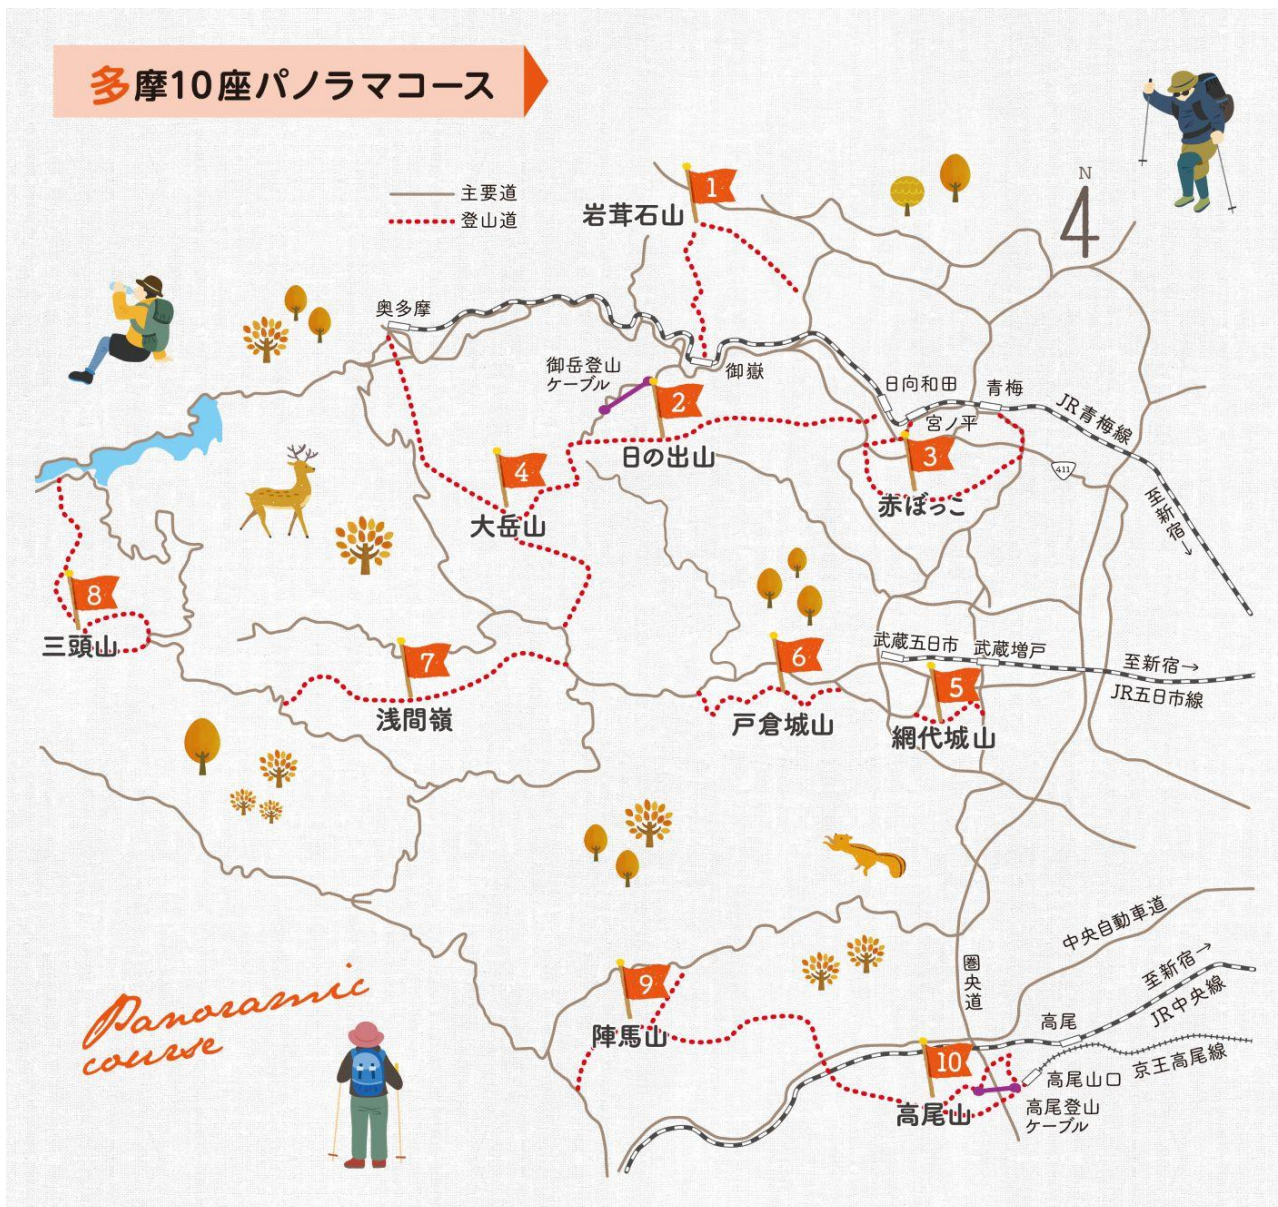 多摩10座パノラマコース
主要道
登山道
N
4
1
岩茸石山
奥多摩
御岳登山
ケーブル
御嶽
2
日の出山
日向和田
青梅
宮ノ平
JR青梅線
3
赤ぼっこ
411
至新宿→
4
大岳山
8
三頭山
7
浅間嶺
6
戸倉城山
武蔵五日市
武蔵増戸
至新宿→
JR五日市線
5
網代城山
中央自動車道
圏央道
至新宿→
JR中央線
高尾
京王高尾線
9
陣馬山
10
高尾山
高尾山口
高尾登山
ケーブル
Panoramic
course